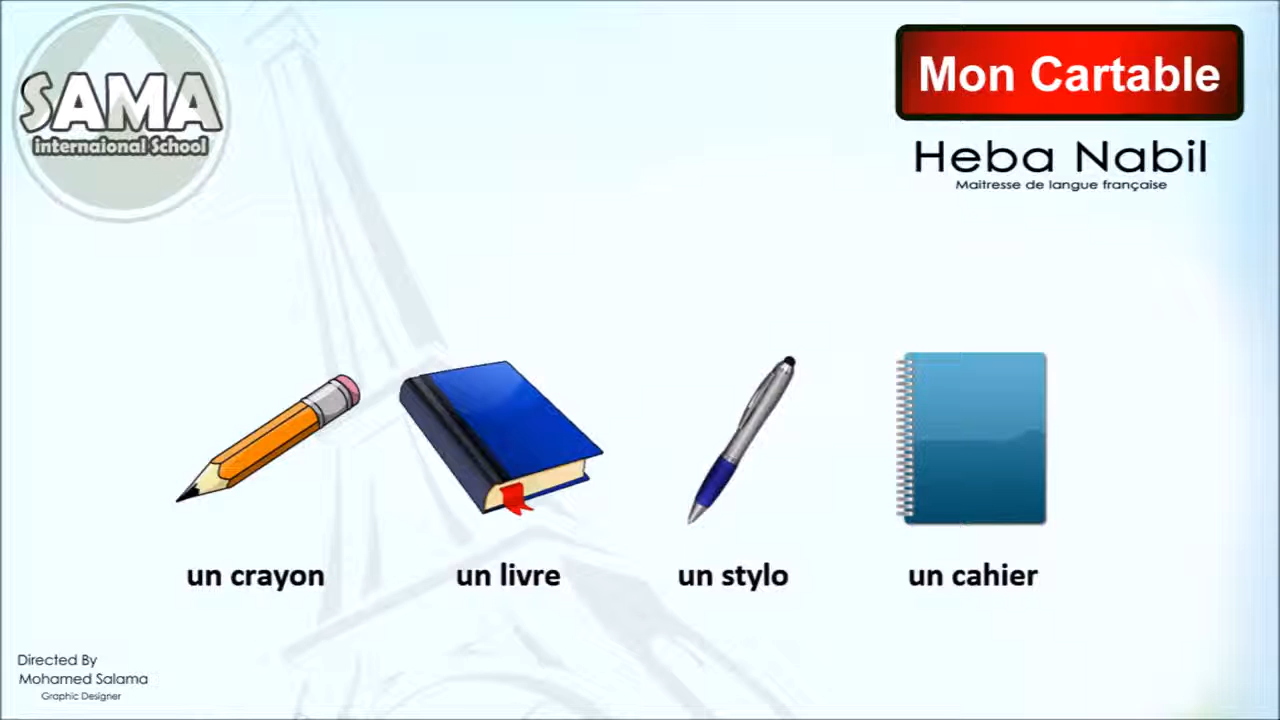 SAMA
internaional School
Mon Cartable
Heba Nabil
Maitresse de langue française
un crayon
un livre
un stylo
un cahier
Directed By
Mohamed Salama
Graphic Designer